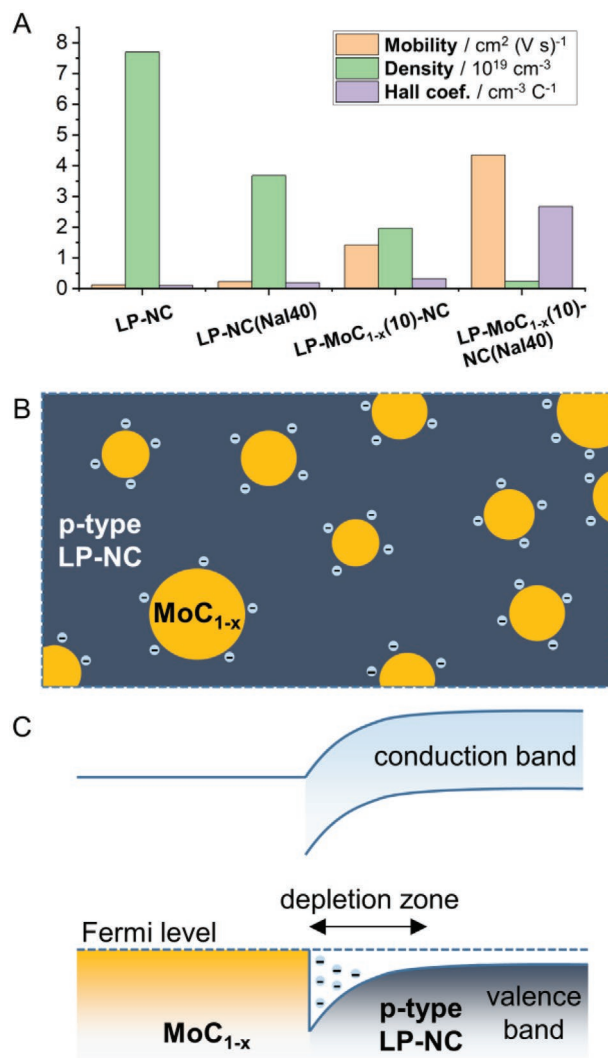 A
Mobility / cm² (V s)⁻¹
Density / 10¹⁹ cm⁻³
Hall coef. / cm⁻³ C⁻¹
8
7
6
5
4
3
2
1
0
LP-NC
LP-NC(NaI40)
LP-MoC₁₋ₓ(10)-NC
LP-MoC₁₋ₓ(10)-
NC(NaI40)
B
p-type
LP-NC
MoC₁₋ₓ
C
conduction band
depletion zone
Fermi level
MoC₁₋ₓ
p-type
LP-NC
valence
band